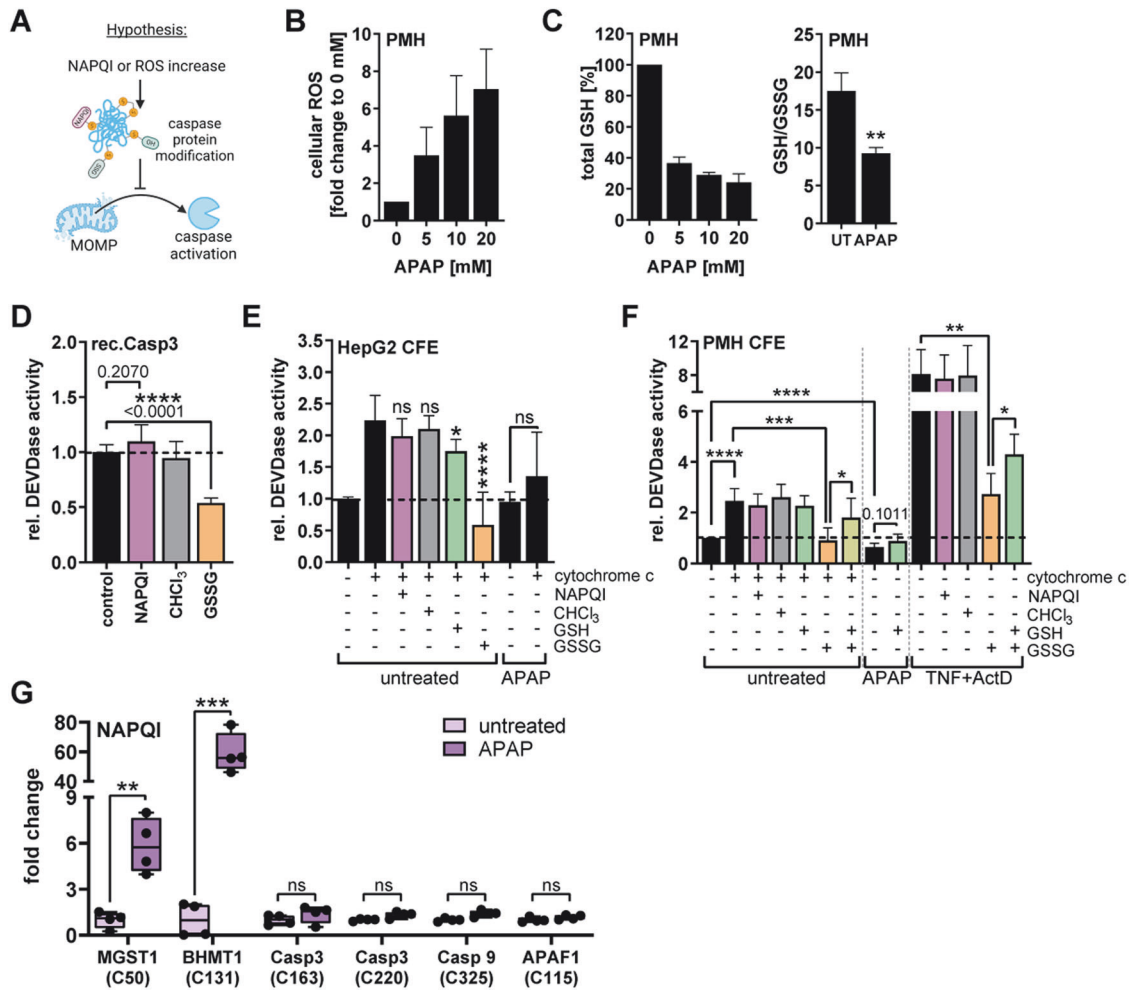 A
Hypothesis:
NAPQI or ROS increase
NAPQI
S
S
S
S
S
OH
GSO
caspase
protein
modification
MOMP
caspase
activation
B
PMH
cellular ROS
[fold change to 0 mM]
10
8
6
4
2
0
0 5 10 20
APAP [mM]
C
PMH
total GSH [%]
120
100
80
60
40
20
0
0 5 10 20
APAP [mM]
PMH
GSH/GSSG
25
20
15
10
5
0
**
UT APAP
D
rec.Casp3
rel. DEVDase activity
2.0
1.5
1.0
0.5
0.0
0.2070
****
<0.0001
control
NAPQI
CHCl3
GSSG
E
HepG2 CFE
rel. DEVDase activity
3.5
3.0
2.5
2.0
1.5
1.0
0.5
0.0
ns ns * **** ns
- + + + + + - + cytochrome c
- - + - - - - - NAPQI
- - - + - - - - CHCl3
- - - - + - - - GSH
- - - - - + - - GSSG
untreated APAP
F
PMH CFE
rel. DEVDase activity
12
8
4
6
4
2
0
**
****
***
*
****
*
0.1011
- + + + + + + - - - - - - - cytochrome c
- - + - - - - - - - + - - - NAPQI
- - - + - - - - - - - + - - CHCl3
- - - - + - + - + - - - - + GSH
- - - - - + + - - - - - + + GSSG
untreated APAP TNF+ActD
G
NAPQI
fold change
80
60
40
9
6
3
0
untreated
APAP
** *** ns ns ns ns
MGST1 BHMT1 Casp3 Casp3 Casp 9 APAF1
(C50) (C131) (C163) (C220) (C325) (C115)